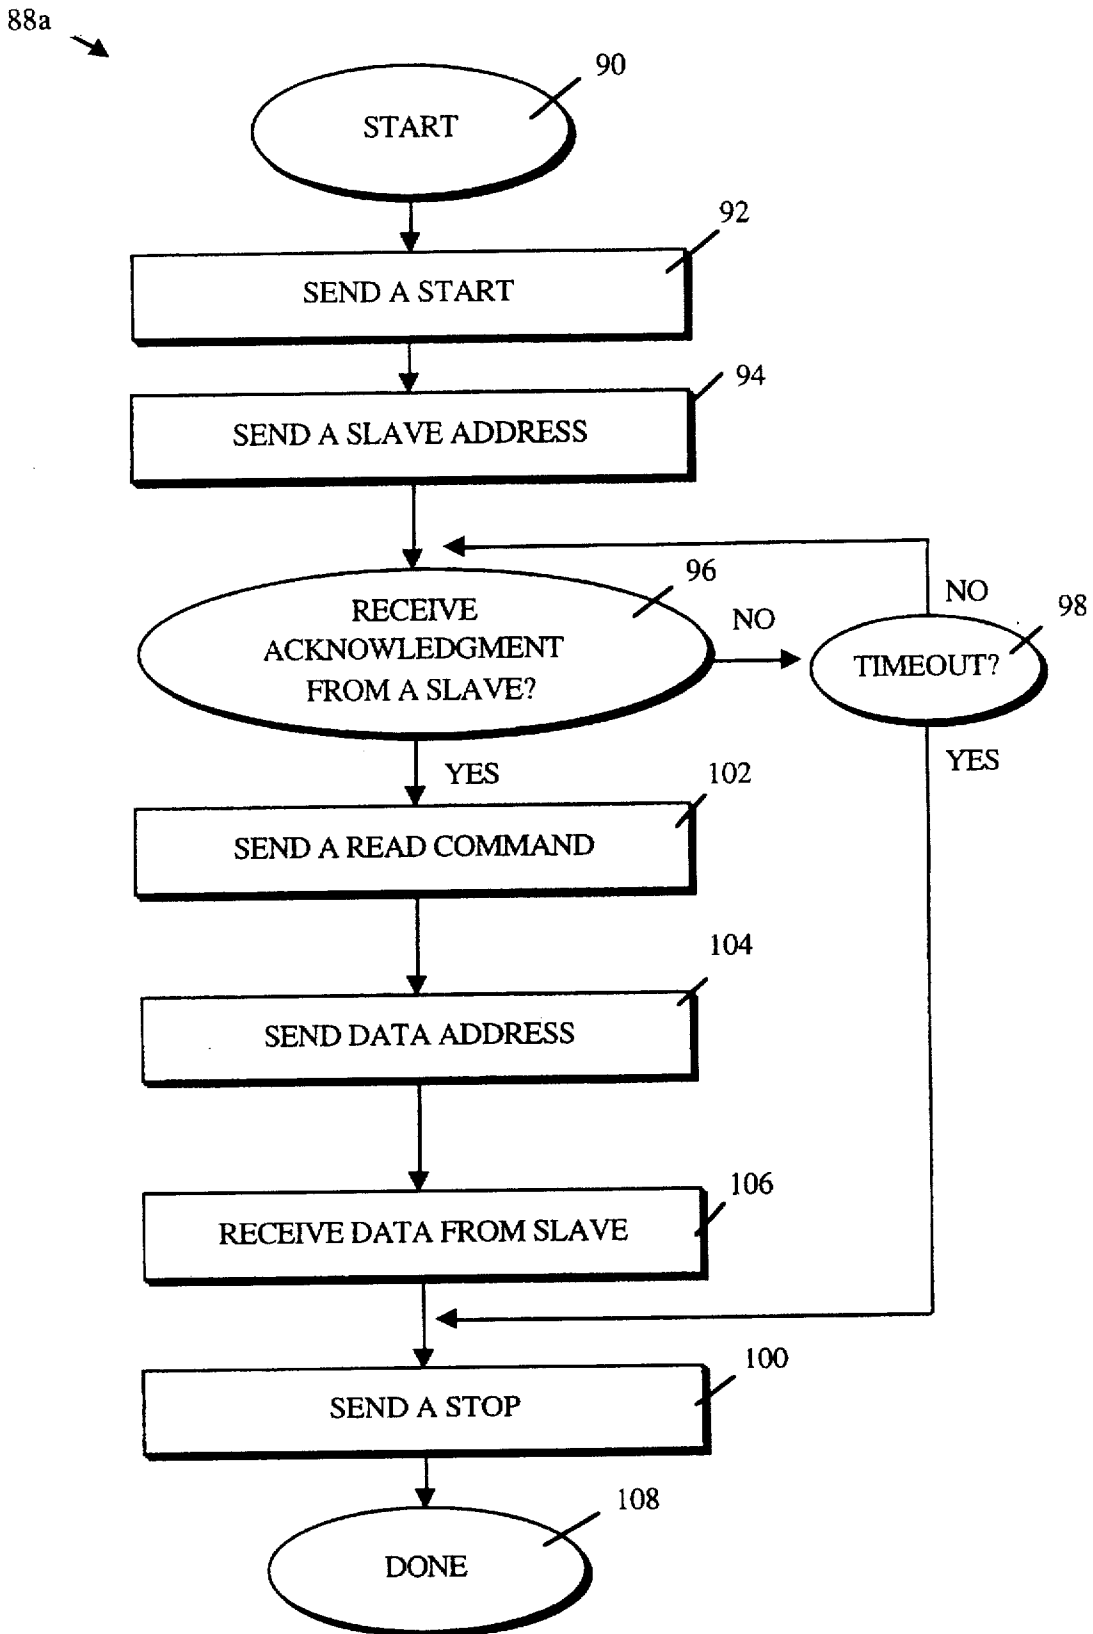 88a
90
START
92
SEND A START
94
SEND A SLAVE ADDRESS
96
RECEIVE
ACKNOWLEDGMENT
FROM A SLAVE?
NO
NO
98
TIMEOUT?
YES
YES
102
SEND A READ COMMAND
104
SEND DATA ADDRESS
106
RECEIVE DATA FROM SLAVE
100
SEND A STOP
108
DONE